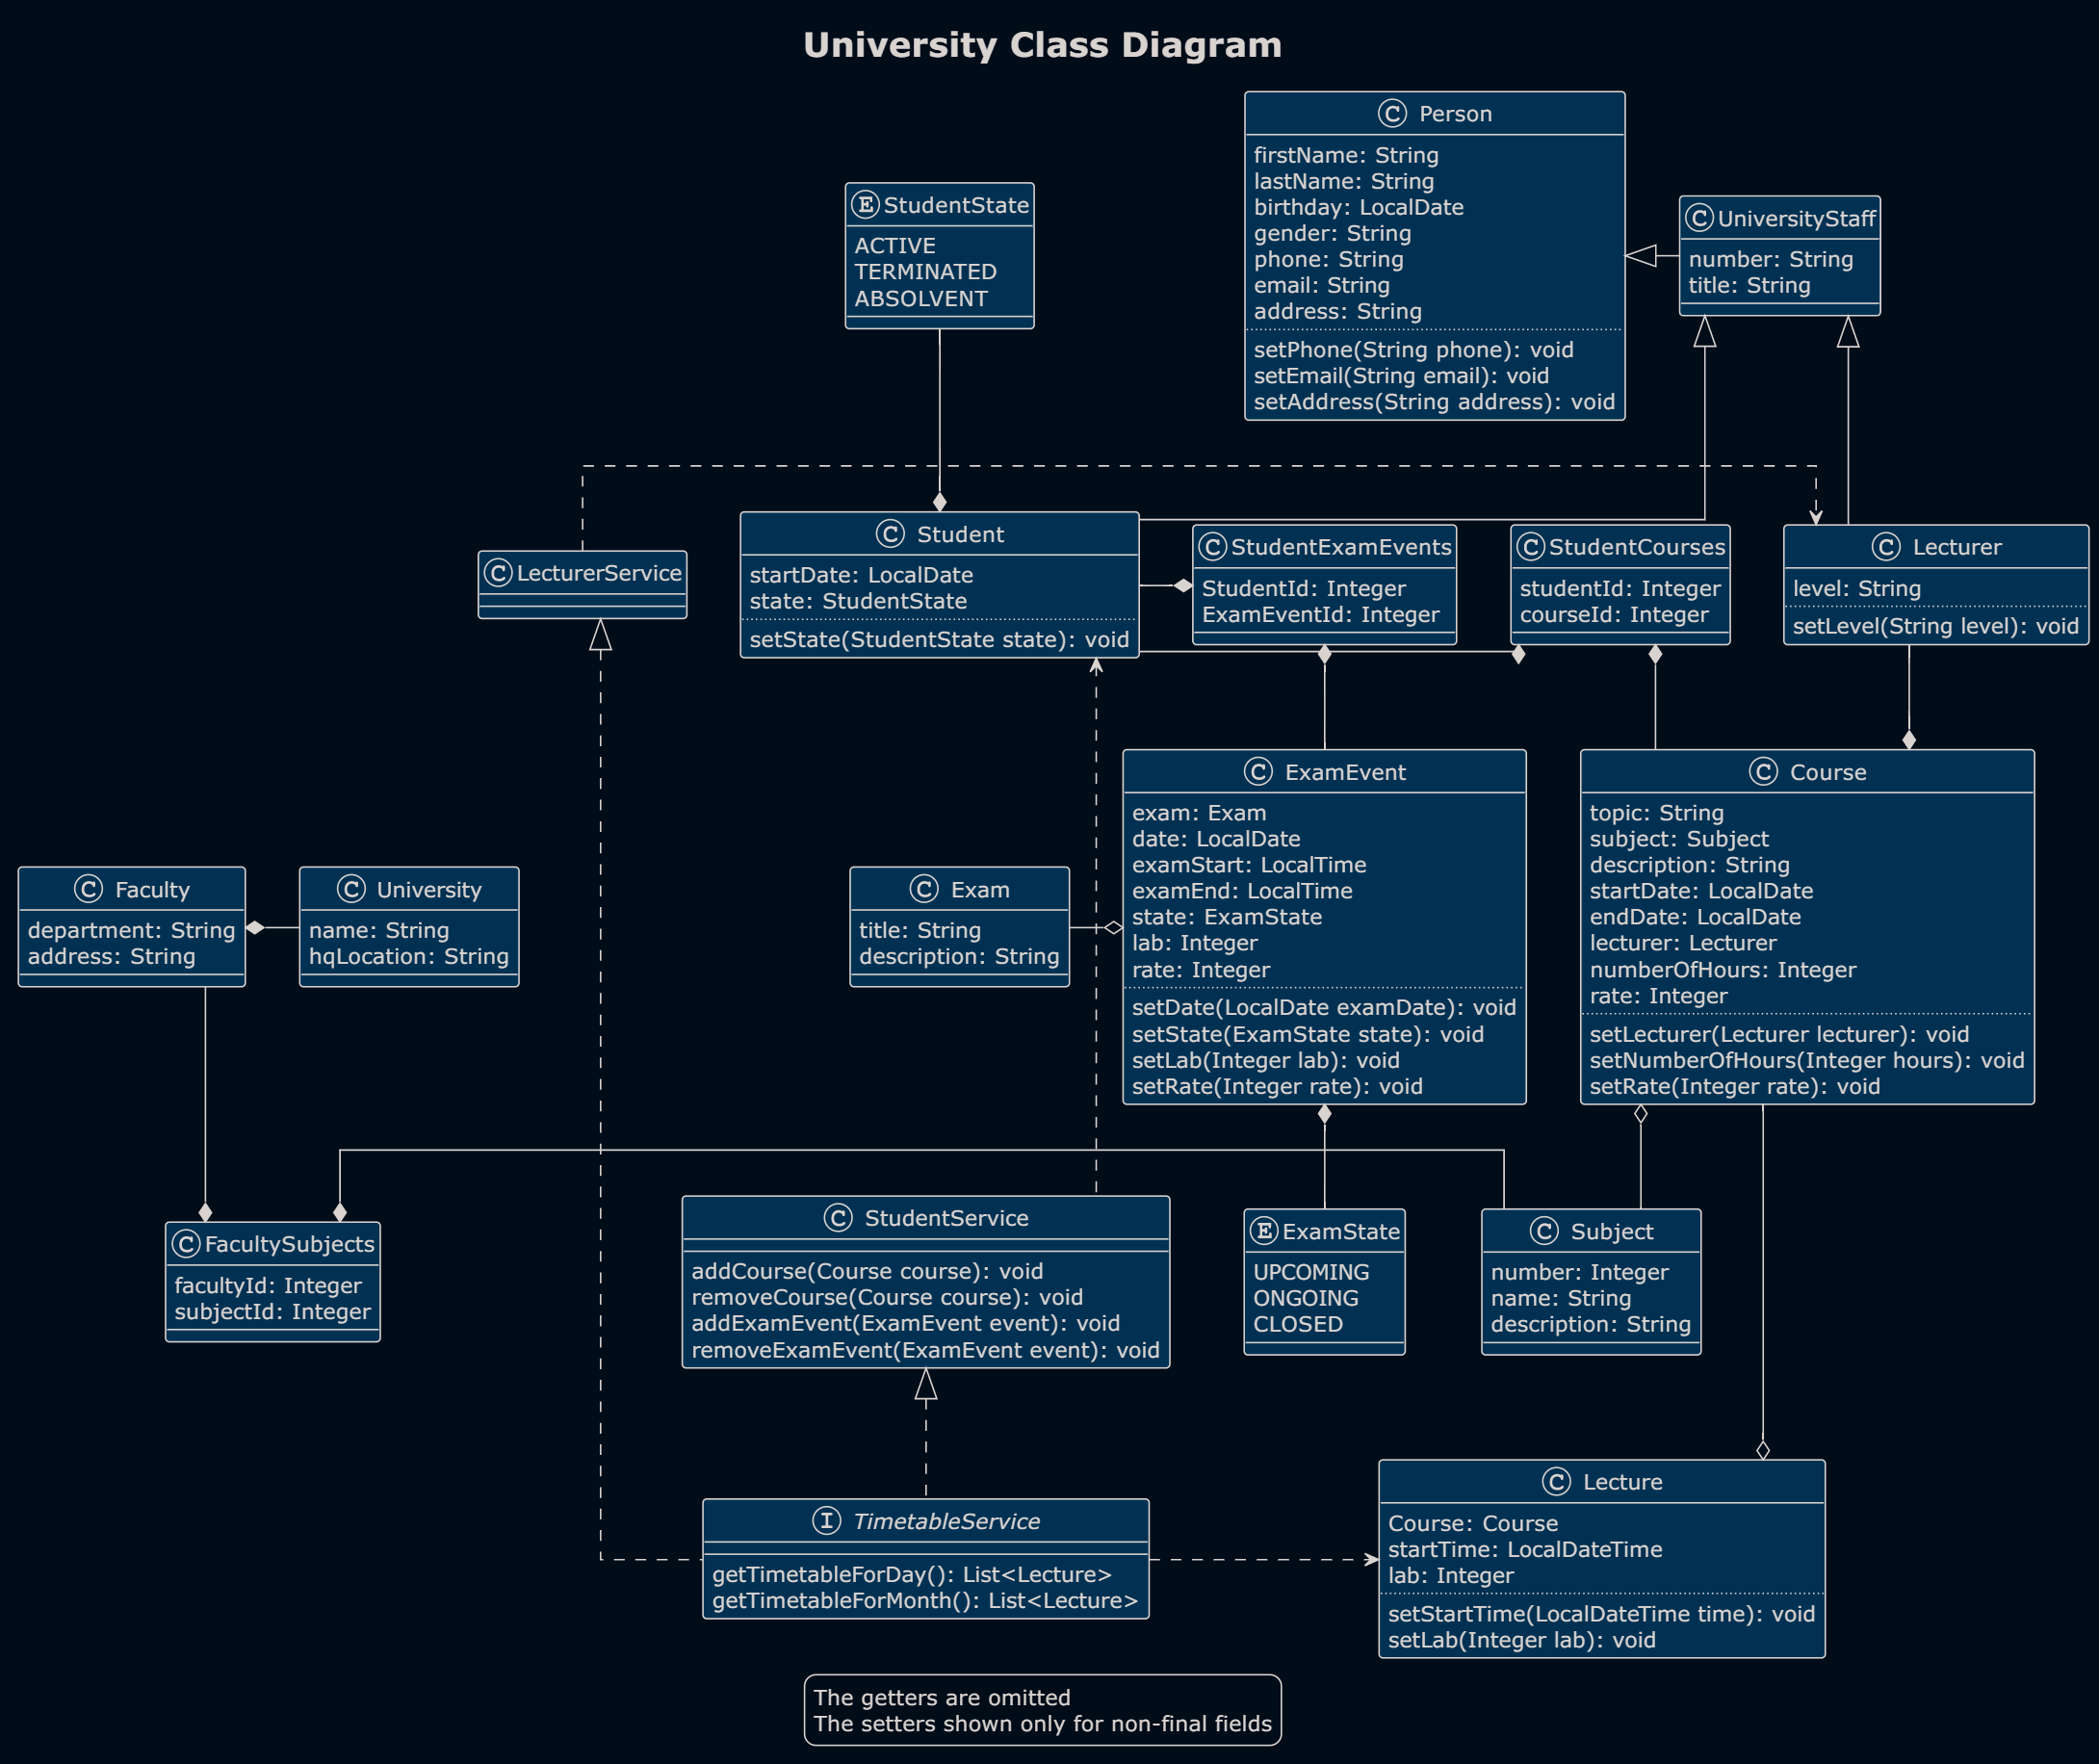 University Class Diagram
C Person
firstName: String
lastName: String
birthday: LocalDate
gender: String
phone: String
email: String
address: String
setPhone(String phone): void
setEmail(String email): void
setAddress(String address): void
E StudentState
ACTIVE
TERMINATED
ABSOLVENT
C UniversityStaff
number: String
title: String
C LecturerService
C Student
startDate: LocalDate
state: StudentState
setState(StudentState state): void
C StudentExamEvents
StudentId: Integer
ExamEventId: Integer
C StudentCourses
studentId: Integer
courseId: Integer
C Lecturer
level: String
setLevel(String level): void
C Faculty
department: String
address: String
C University
name: String
hqLocation: String
C Exam
title: String
description: String
C ExamEvent
exam: Exam
date: LocalDate
examStart: LocalTime
examEnd: LocalTime
state: ExamState
lab: Integer
rate: Integer
setDate(LocalDate examDate): void
setState(ExamState state): void
setLab(Integer lab): void
setRate(Integer rate): void
C Course
topic: String
subject: Subject
description: String
startDate: LocalDate
endDate: LocalDate
lecturer: Lecturer
numberOfHours: Integer
rate: Integer
setLecturer(Lecturer lecturer): void
setNumberOfHours(Integer hours): void
setRate(Integer rate): void
C FacultySubjects
facultyId: Integer
subjectId: Integer
C StudentService
addCourse(Course course): void
removeCourse(Course course): void
addExamEvent(ExamEvent event): void
removeExamEvent(ExamEvent event): void
E ExamState
UPCOMING
ONGOING
CLOSED
C Subject
number: Integer
name: String
description: String
I TimetableService
getTimetableForDay(): List<Lecture>
getTimetableForMonth(): List<Lecture>
C Lecture
Course: Course
startTime: LocalDateTime
lab: Integer
setStartTime(LocalDateTime time): void
setLab(Integer lab): void
The getters are omitted
The setters shown only for non-final fields